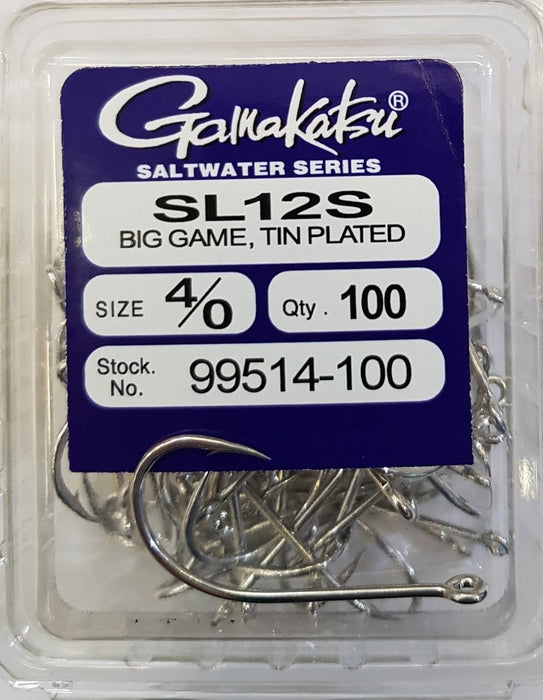 Gamakatsu®
SALTWATER SERIES
SL12S
BIG GAME, TIN PLATED
SIZE 4/0
Qty. 100
Stock. No. 99514-100